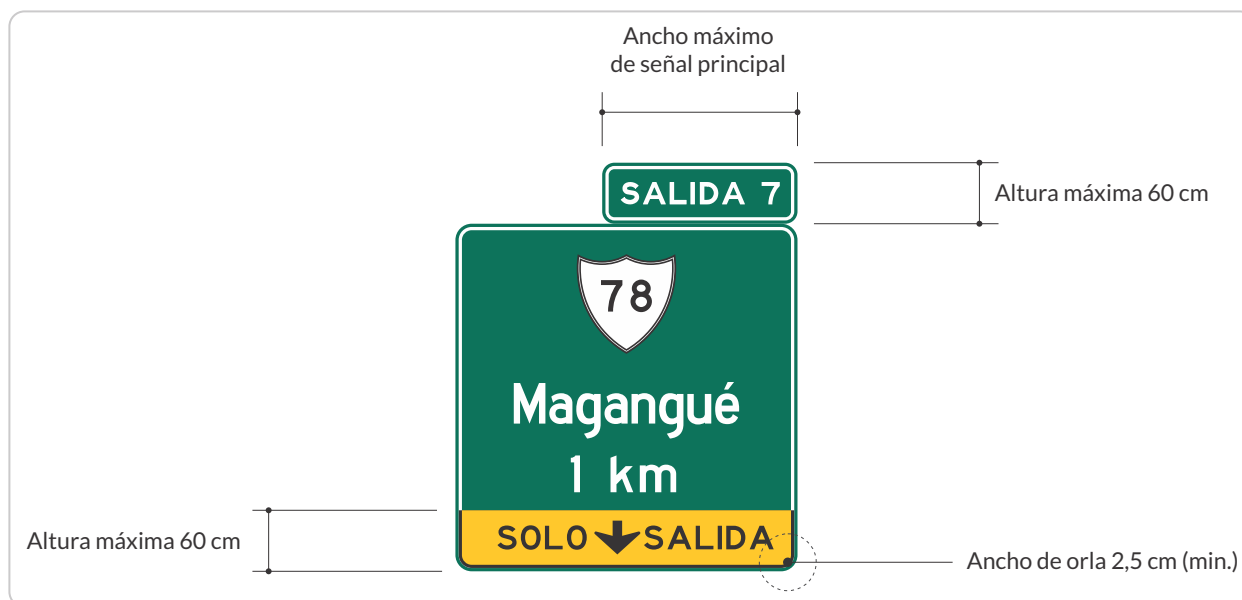 Ancho máximo
de señal principal
SALIDA 7
Altura máxima 60 cm
78
Magangué
1 km
SOLO SALIDA
Altura máxima 60 cm
Ancho de orla 2,5 cm (min.)